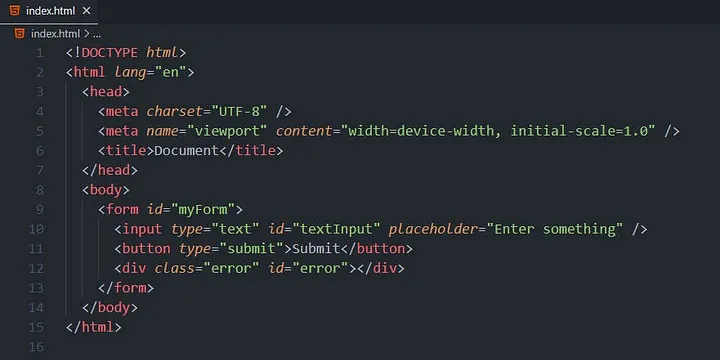 index.html ×
index.html > ...
1 <!DOCTYPE html>
2 <html lang="en">
3 <head>
4 <meta charset="UTF-8" />
5 <meta name="viewport" content="width=device-width, initial-scale=1.0" />
6 <title>Document</title>
7 </head>
8 <body>
9 <form id="myForm">
10 <input type="text" id="textInput" placeholder="Enter something" />
11 <button type="submit">Submit</button>
12 <div class="error" id="error"></div>
13 </form>
14 </body>
15 </html>
16